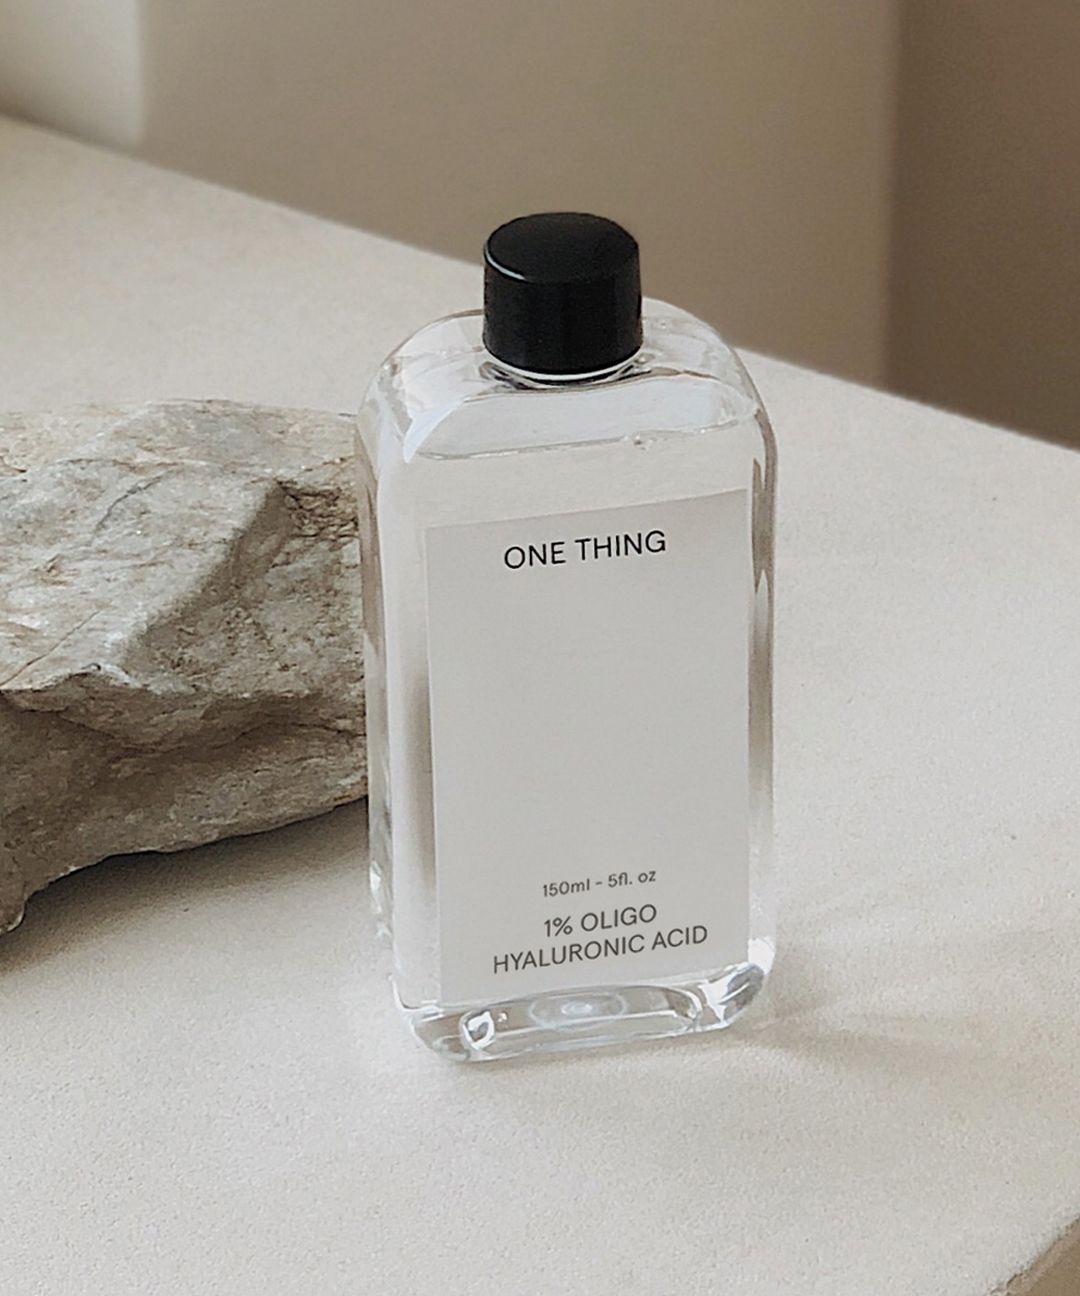 ONE THING
150ml - 5fl. oz
1% OLIGO
HYALURONIC ACID